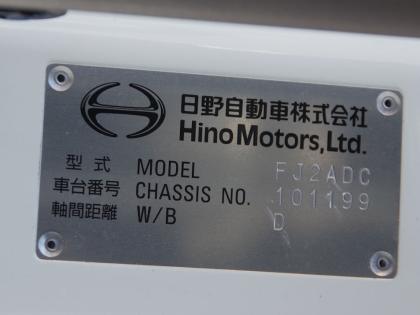 日野自動車株式会社
Hino Motors, Ltd.
型式 MODEL FJ2ADC
車台番号 CHASSIS NO. 101199
軸間距離 W/B D